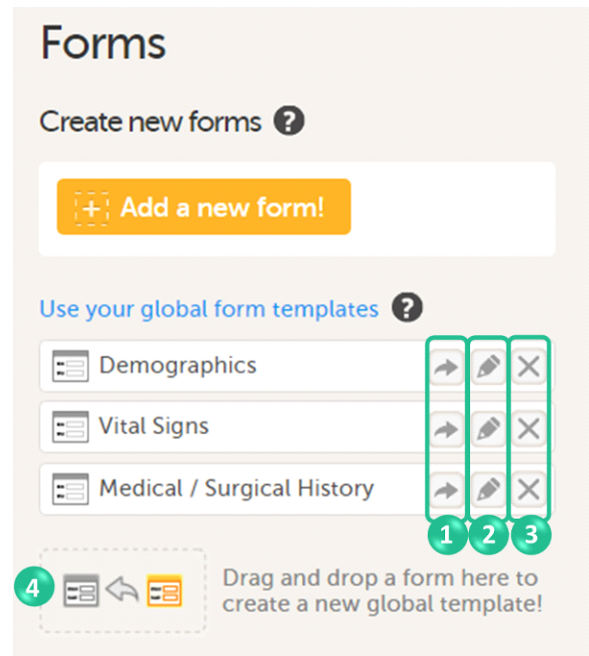 Forms
Create new forms ?
+ Add a new form!
Use your global form templates ?
Demographics
Vital Signs
Medical / Surgical History
1 2 3
4
Drag and drop a form here to
create a new global template!